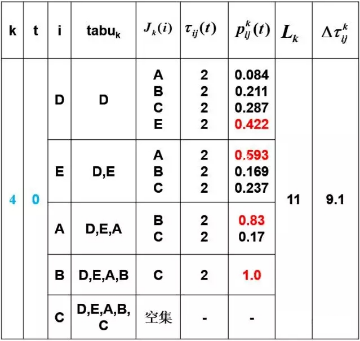 k t i tabuk Jk(i) τij(t) pijk(t) Lk Δτijk
4 0 D D A 2 0.084
B 2 0.211
C 2 0.287
E 2 0.422
E D,E A 2 0.593
B 2 0.169
C 2 0.237
11 9.1
A D,E,A B 2 0.83
C 2 0.17
B D,E,A,B C 2 1.0
C D,E,A,B,C 空集 - -